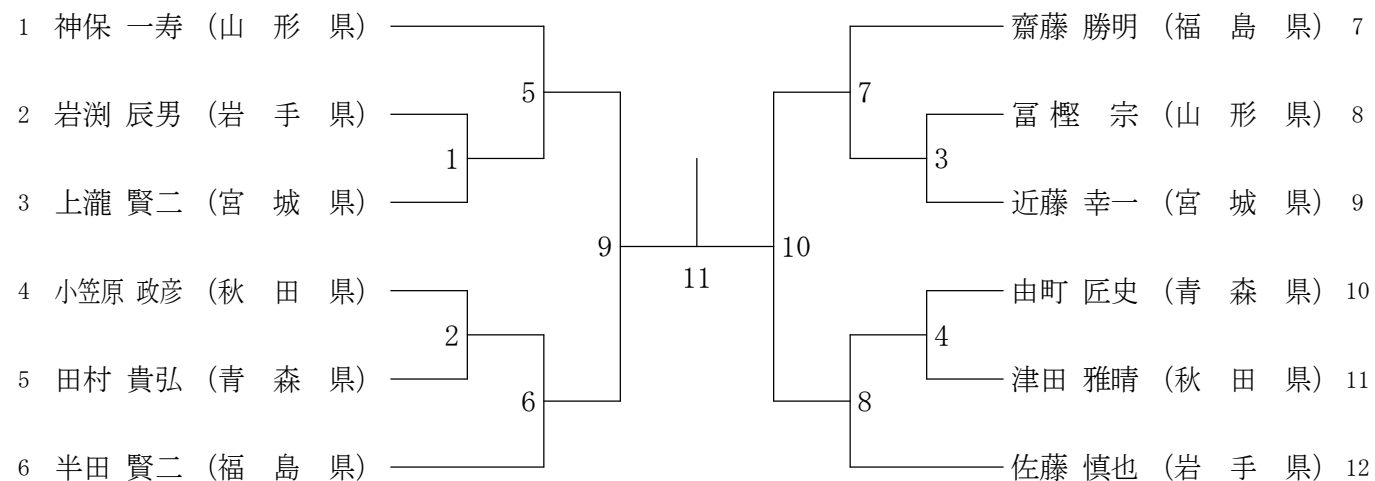 1 神保 一寿 (山 形 県)
2 岩渕 辰男 (岩 手 県)
3 上瀧 賢二 (宮 城 県)
4 小笠原 政彦 (秋 田 県)
5 田村 貴弘 (青 森 県)
6 半田 賢二 (福 島 県)
5
1
9
2
6
11
7
3
10
4
8
齋藤 勝明 (福 島 県) 7
冨樫 宗 (山 形 県) 8
近藤 幸一 (宮 城 県) 9
由町 匠史 (青 森 県) 10
津田 雅晴 (秋 田 県) 11
佐藤 慎也 (岩 手 県) 12